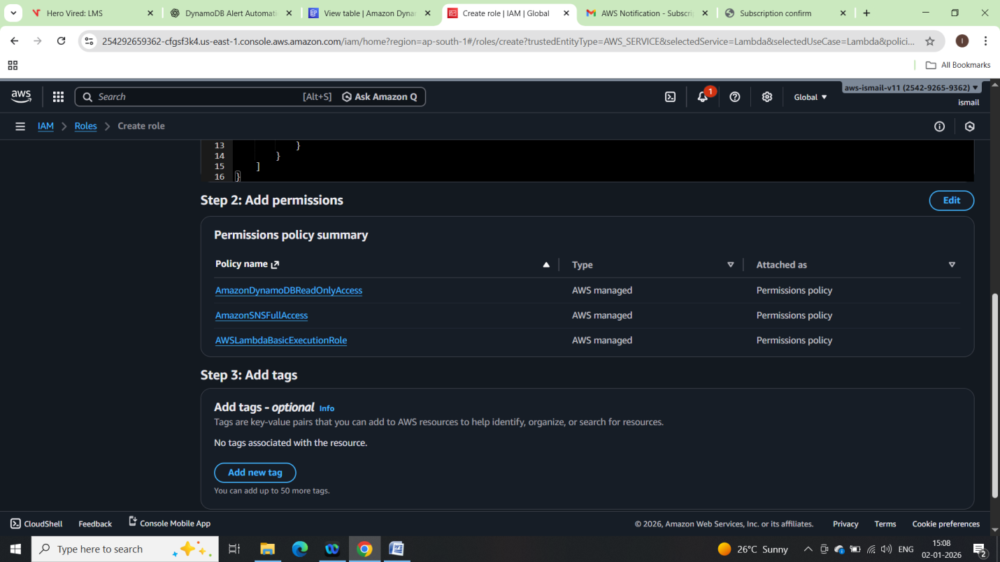 Hero Vired: LMS
DynamoDB Alert Automati
View table | Amazon Dyna
Create role | IAM | Global
AWS Notification - Subscri
Subscription confirm
254292659362-cfgsf3k4.us-east-1.console.aws.amazon.com/iam/home?region=ap-south-1#/roles/create?trustedEntityType=AWS_SERVICE&selectedService=Lambda&selectedUseCase=Lambda&polici...
I
All Bookmarks
aws
Search
[Alt+S]
Ask Amazon Q
1
Global
aws-ismail-v11 (2542-9265-9362)
ismail
IAM
Roles
Create role
13 }
14 }
15 ]
16 }
Step 2: Add permissions
Edit
Permissions policy summary
Policy name Type Attached as
AmazonDynamoDBReadOnlyAccess AWS managed Permissions policy
AmazonSNSFullAccess AWS managed Permissions policy
AWSLambdaBasicExecutionRole AWS managed Permissions policy
Step 3: Add tags
Add tags - optional Info
Tags are key-value pairs that you can add to AWS resources to help identify, organize, or search for resources.
No tags associated with the resource.
Add new tag
You can add up to 50 more tags.
CloudShell Feedback Console Mobile App © 2026, Amazon Web Services, Inc. or its affiliates. Privacy Terms Cookie preferences
Type here to search
26°C Sunny
ENG
15:08
02-01-2026
2